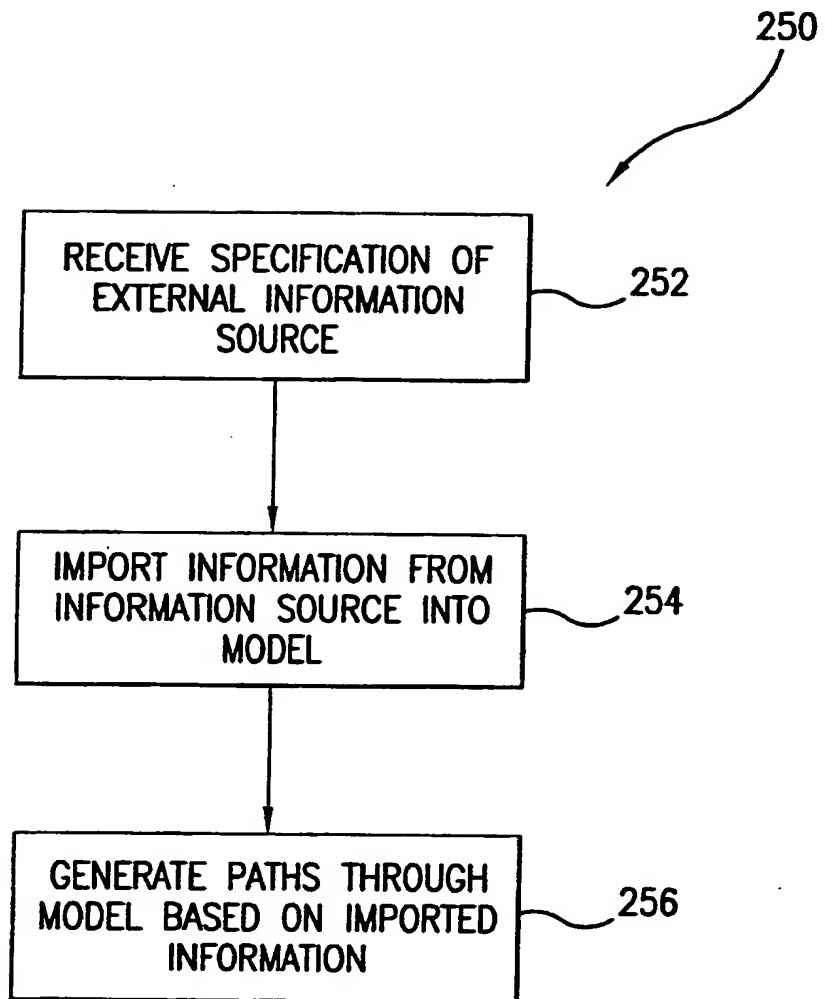 250
RECEIVE SPECIFICATION OF
EXTERNAL INFORMATION
SOURCE
252
IMPORT INFORMATION FROM
INFORMATION SOURCE INTO
MODEL
254
GENERATE PATHS THROUGH
MODEL BASED ON IMPORTED
INFORMATION
256